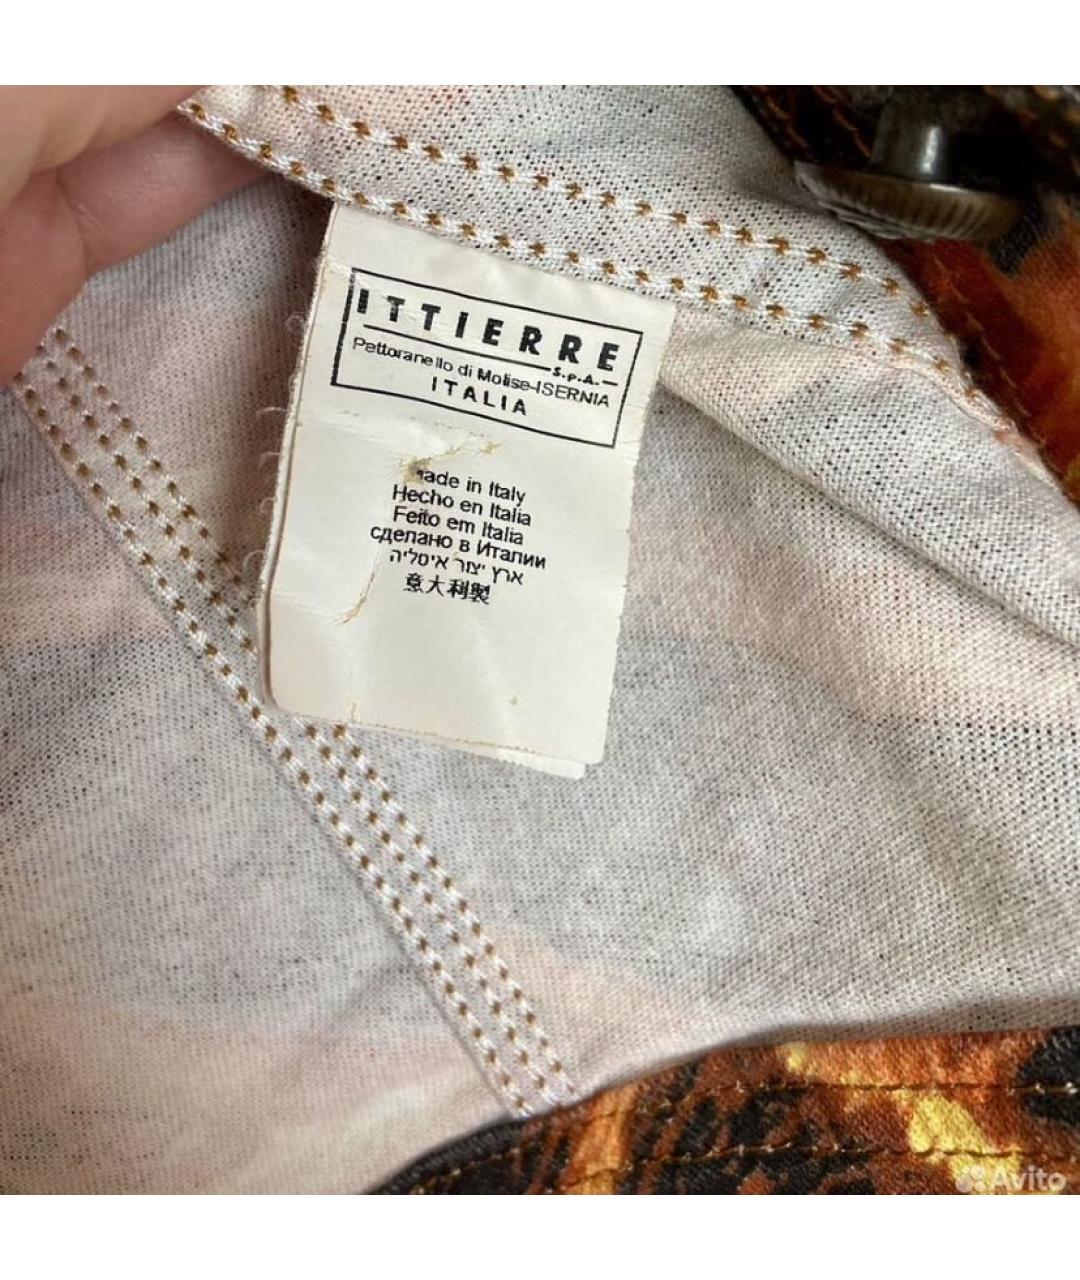 ITTIERRE
S.p.A.
Pettoranello di Molise-ISERNIA
ITALIA
made in Italy
Hecho en Italia
Feito em Italia
сделано в Италии
ארץ יצור איטליה
意大利製
Avito